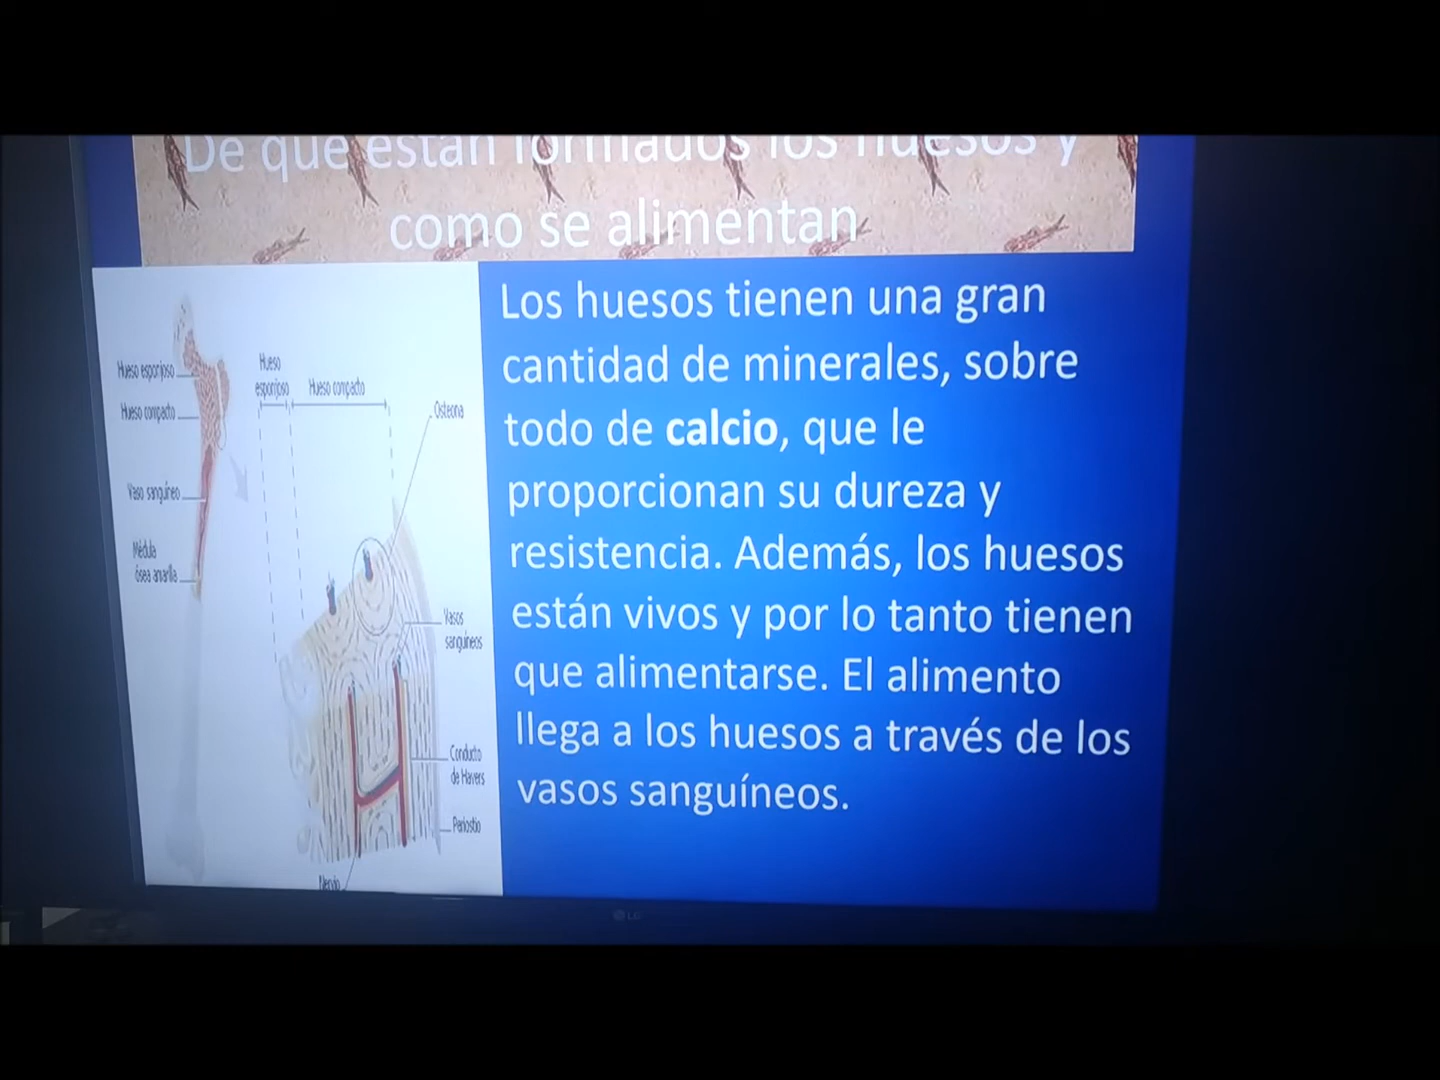 De que están formados los huesos y
como se alimentan
Los huesos tienen una gran
cantidad de minerales, sobre
todo de calcio, que le
proporcionan su dureza y
resistencia. Además, los huesos
están vivos y por lo tanto tienen
que alimentarse. El alimento
llega a los huesos a través de los
vasos sanguíneos.
Hueso esponjoso
Hueso compacto
Vaso sanguíneo
Médula
ósea amarilla
Hueso
esponjoso
Hueso compacto
Osteona
Vasos
sanguíneos
Conducto
de Havers
Periostio
LG